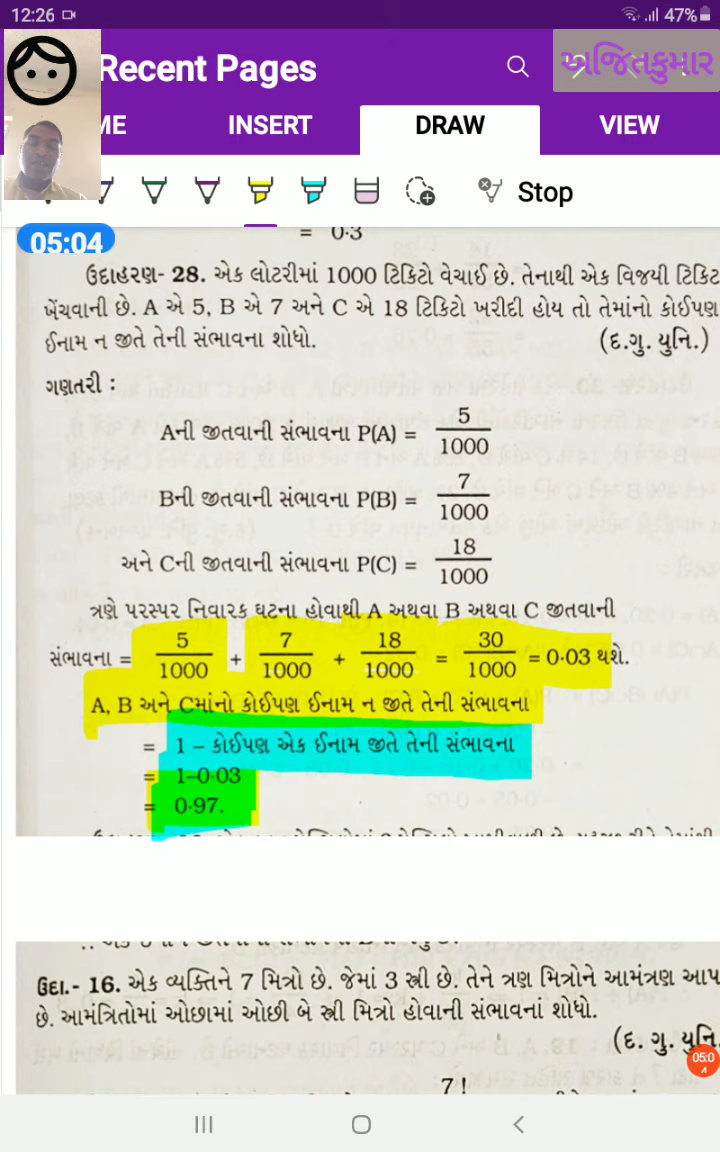 12:26 47%
Recent Pages
અજિતકુમાર
ME INSERT DRAW VIEW
Stop
05:04
= 0·3
ઉદાહરણ- 28. એક લોટરીમાં 1000 ટિકિટો વેચાઈ છે. તેનાથી એક વિજયી ટિકિટ
ખેંચવાની છે. A એ 5, B એ 7 અને C એ 18 ટિકિટો ખરીદી હોય તો તેમાંનો કોઈપણ
ઈનામ ન જીતે તેની સંભાવના શોધો. (દ.ગુ. યુનિ.)
ગણતરી :
Aની જીતવાની સંભાવના P(A) = 5/1000
Bની જીતવાની સંભાવના P(B) = 7/1000
અને Cની જીતવાની સંભાવના P(C) = 18/1000
ત્રણે પરસ્પર નિવારક ઘટના હોવાથી A અથવા B અથવા C જીતવાની
સંભાવના = 5/1000 + 7/1000 + 18/1000 = 30/1000 = 0·03 થશે.
A, B અને Cમાંનો કોઈપણ ઈનામ ન જીતે તેની સંભાવના
= 1 – કોઈપણ એક ઈનામ જીતે તેની સંભાવના
= 1–0·03
= 0·97.
ઉદા.- 16. એક વ્યક્તિને 7 મિત્રો છે. જેમાં 3 સ્ત્રી છે. તેને ત્રણ મિત્રોને આમંત્રણ આપ
છે. આમંત્રિતોમાં ઓછામાં ઓછી બે સ્ત્રી મિત્રો હોવાની સંભાવનાં શોધો.
(દ. ગુ. યુનિ.
05:04
7!